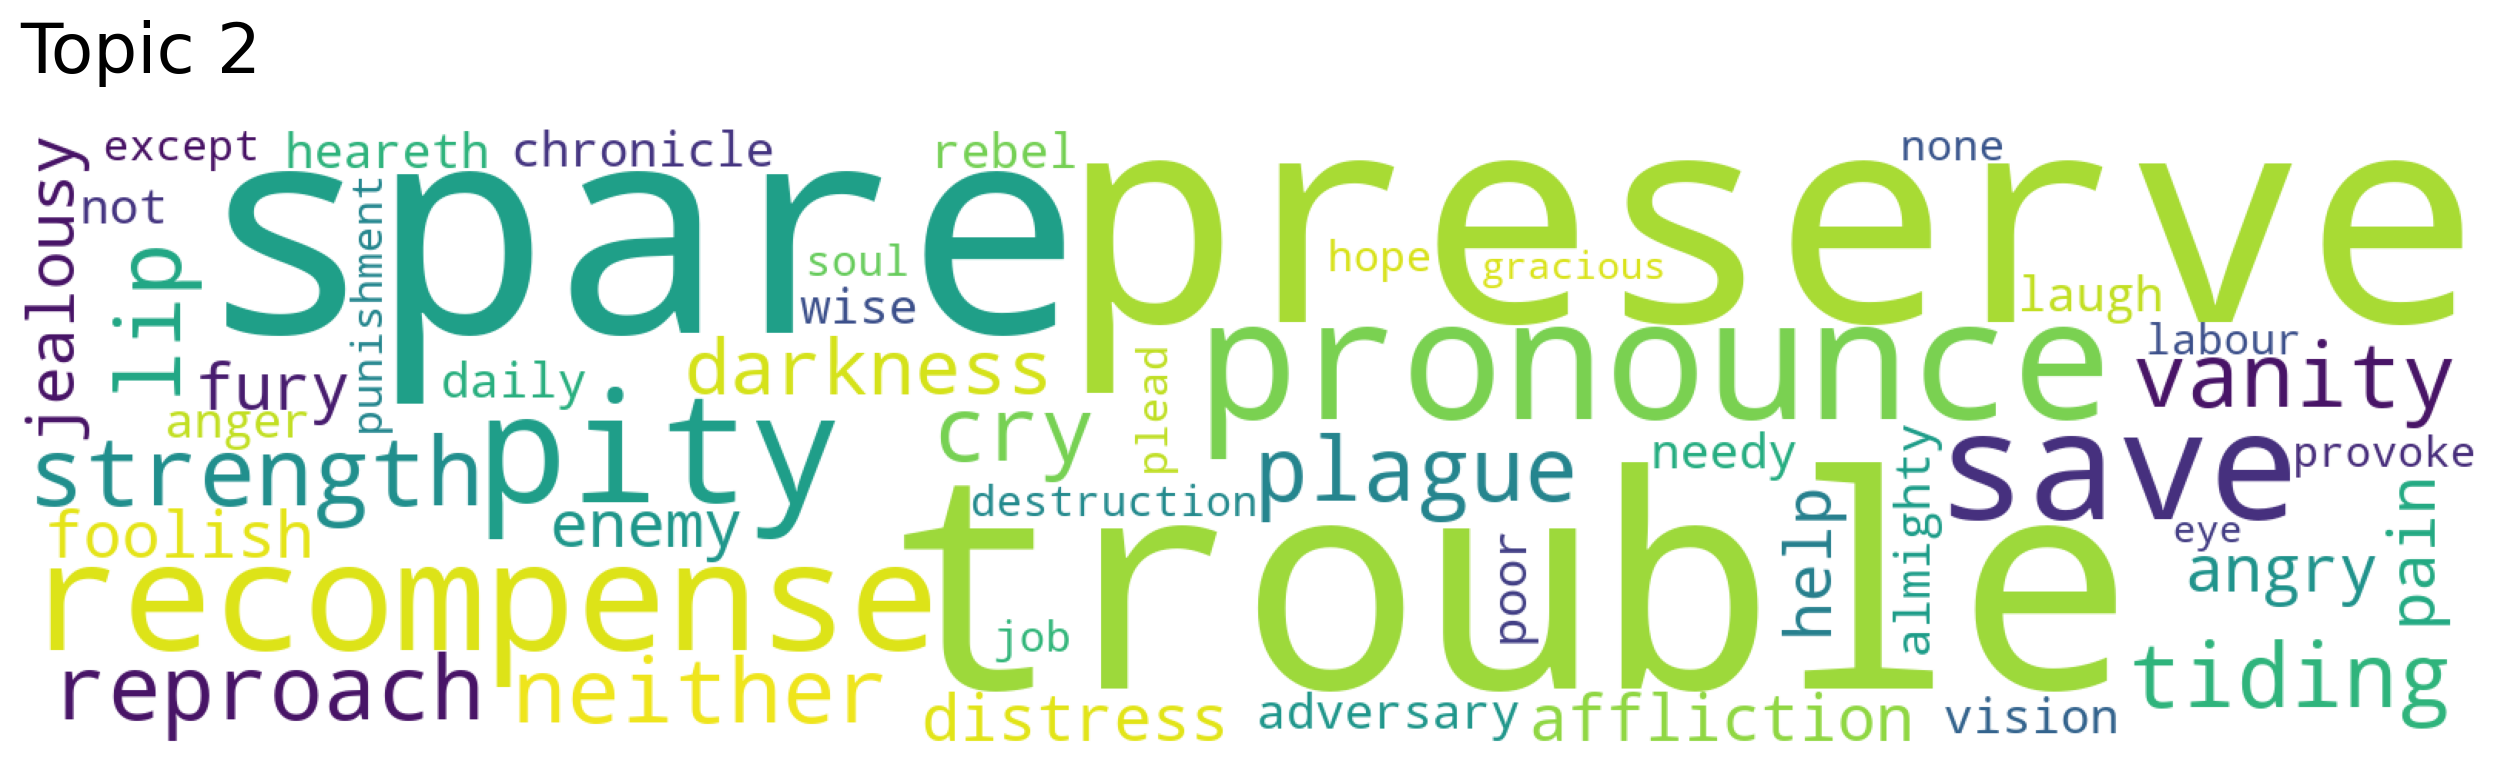 Topic 2
except
heareth
chronicle
rebel
none
jealousy
not
punishment
spare
preserve
lip
soul
wise
hope
gracious
laugh
labour
fury
daily
darkness
plead
pronounce
vanity
anger
pity
cry
strength
plague
needy
almighty
save
provoke
foolish
enemy
destruction
trouble
poor
help
eye
angry
pain
recompense
job
reproach
neither
distress
adversary
affliction
vision
tiding